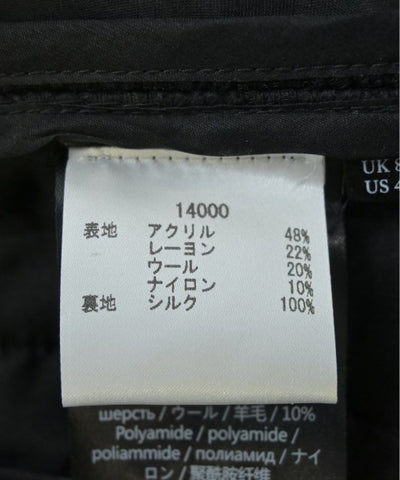 14000
表地 アクリル 48%
レーヨン 22%
ウール 20%
ナイロン 10%
裏地 シルク 100%
UK 8
US 4
шерсть / ウール / 羊毛 / 10%
Polyamide / polyamide /
poliammide / полиамид / ナイ
ロン / 聚酰胺纤维